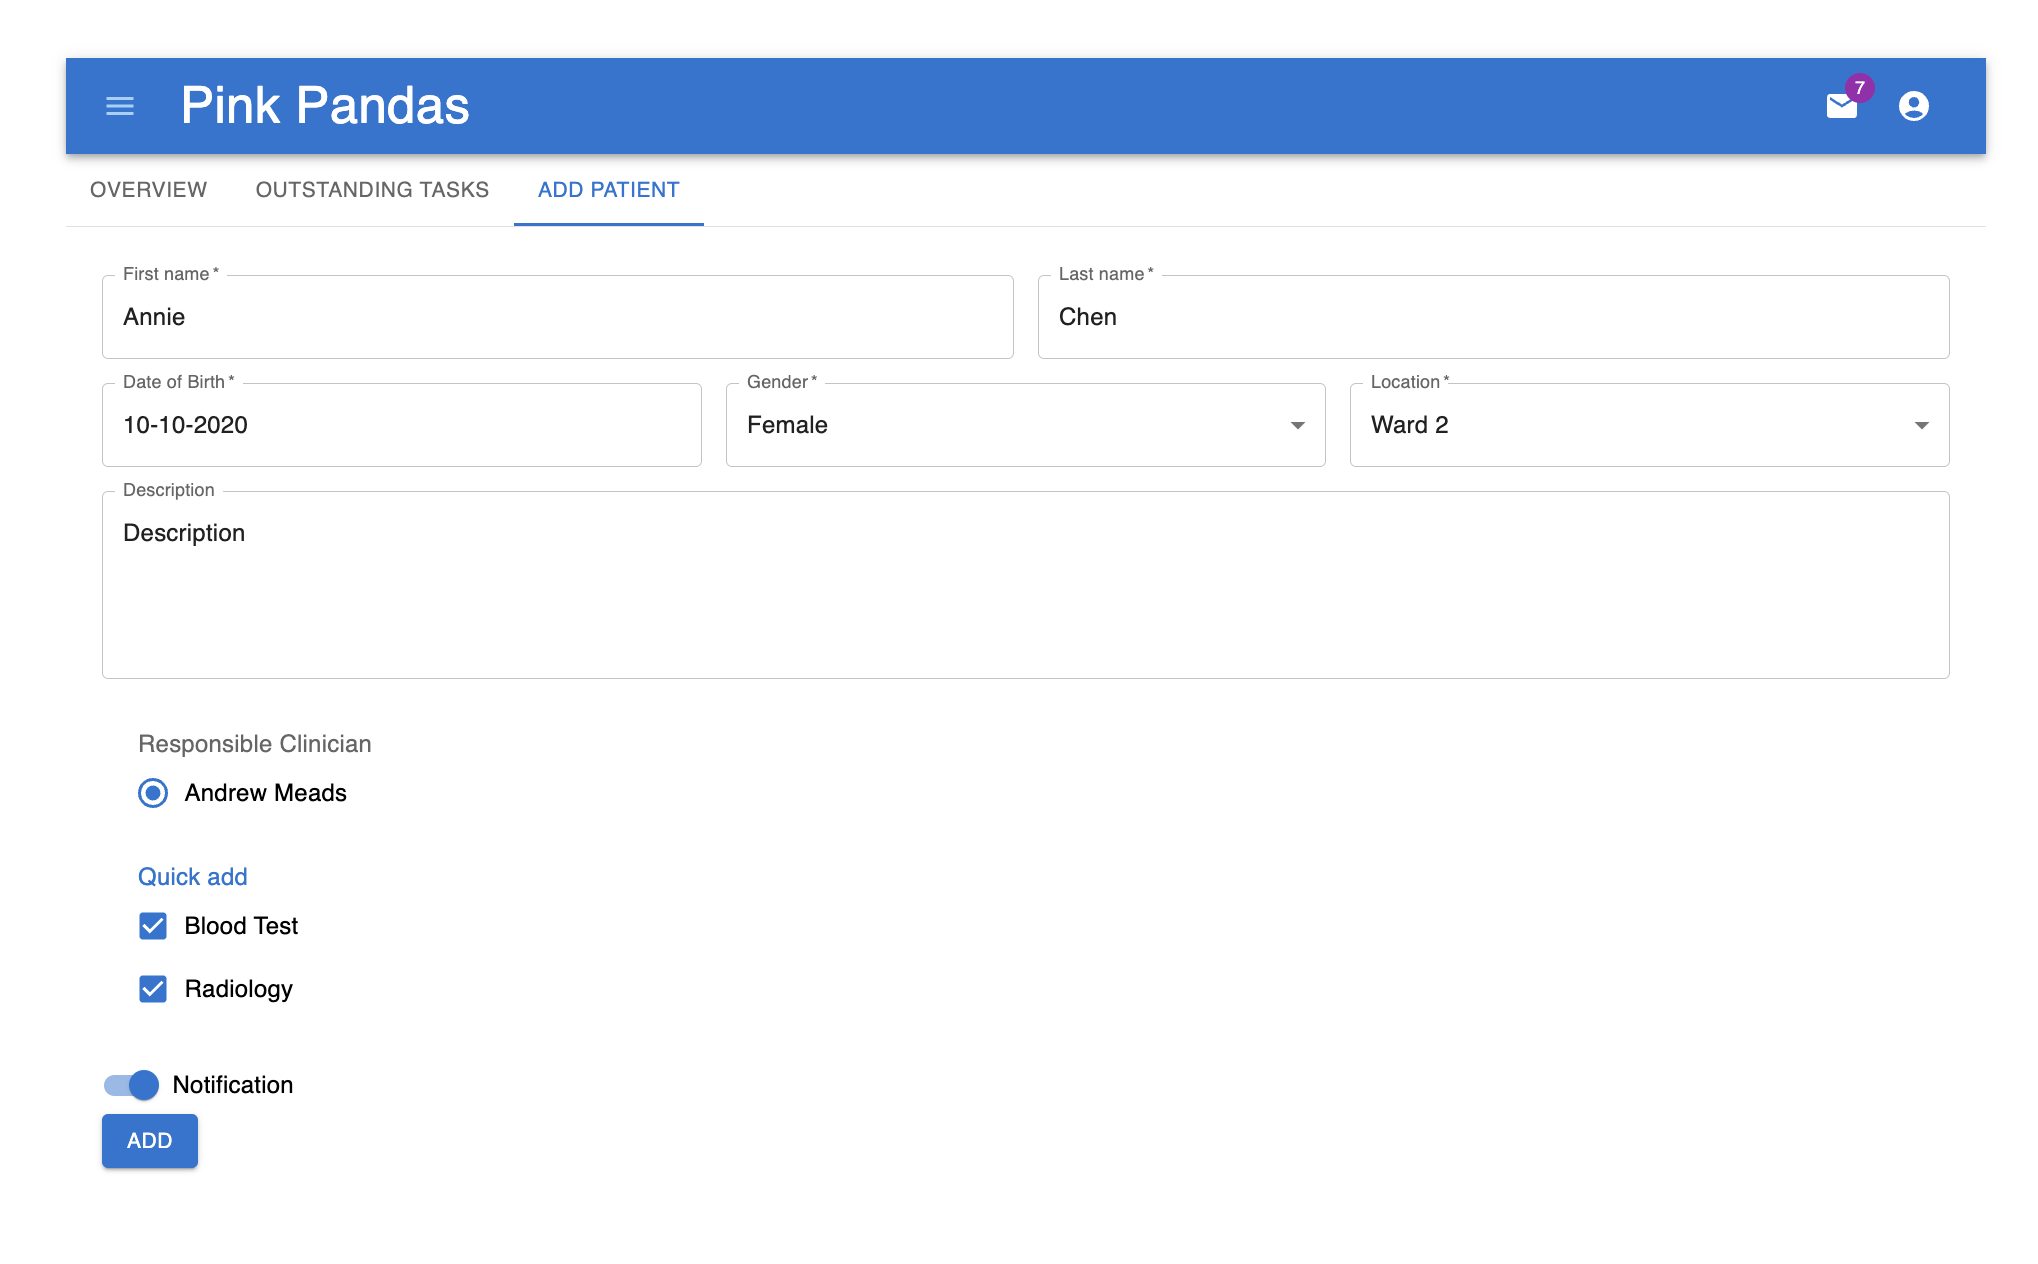 Pink Pandas
7
OVERVIEW OUTSTANDING TASKS ADD PATIENT
First name * Last name *
Annie Chen
Date of Birth * Gender * Location *
10-10-2020 Female Ward 2
Description
Description
Responsible Clinician
Andrew Meads
Quick add
Blood Test
Radiology
Notification
ADD